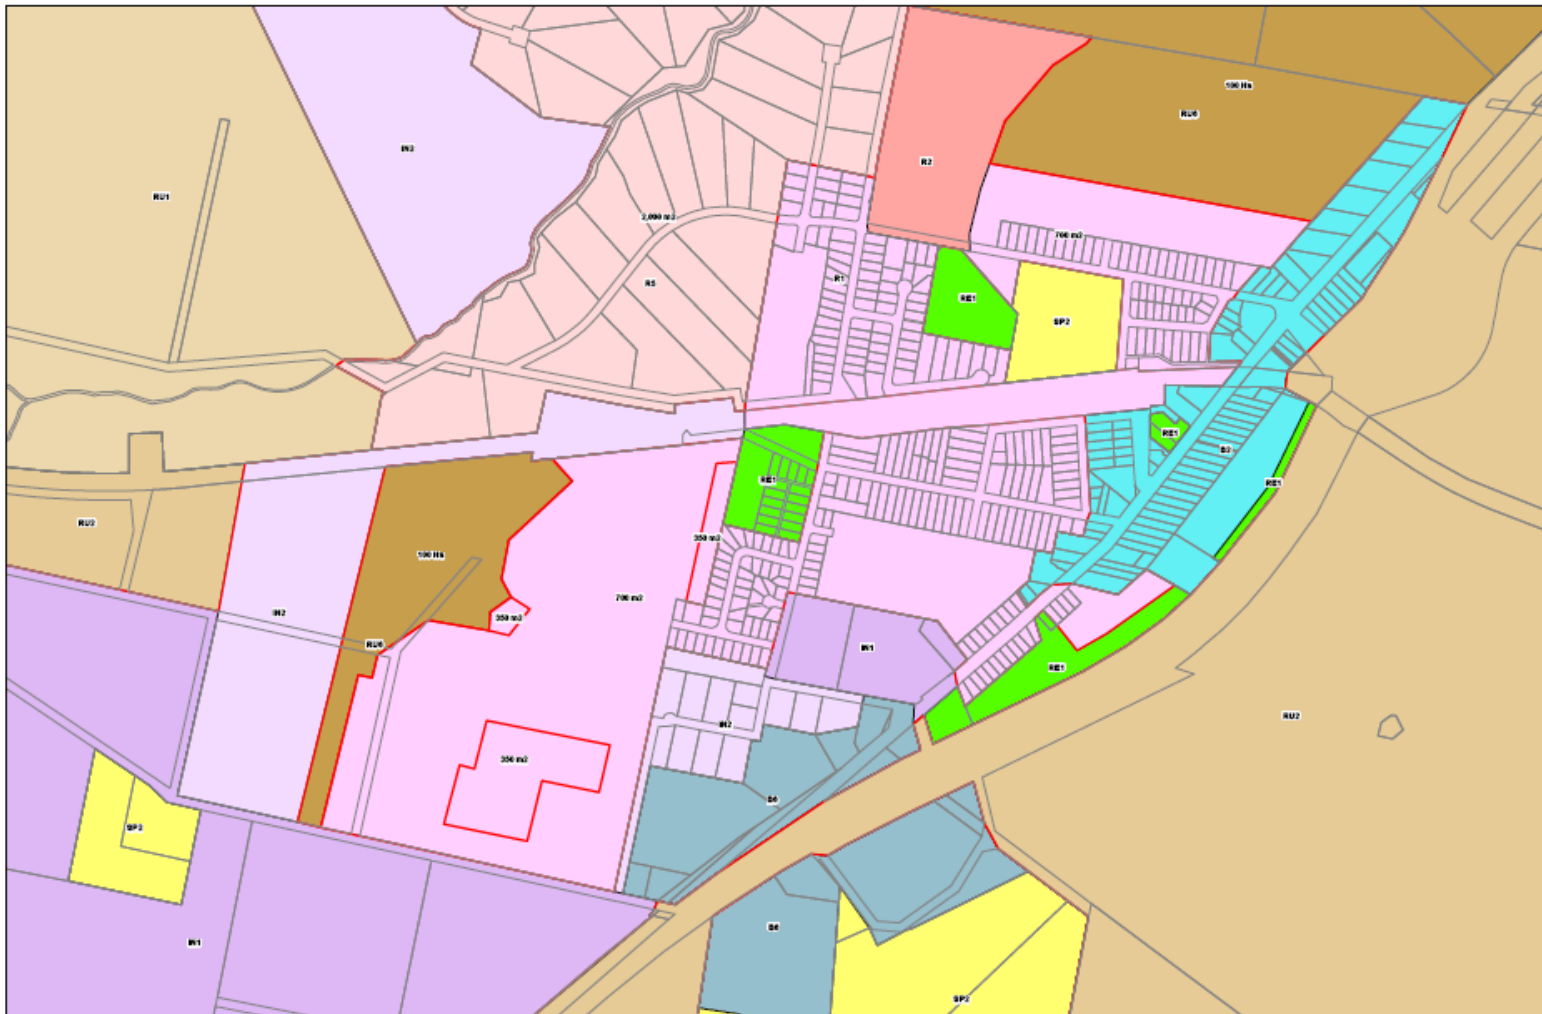 100 Ha
RU6
IN3
R2
RU1
2,000 m2
700 m2
R1
R5
RE1
SP2
RE1
B2
RE1
RE1
RU2
350 m2
100 Ha
700 m2
IN2
350 m2
RU6
IN1
RE1
RU2
IN2
350 m2
B6
SP2
B6
IN1
SP2